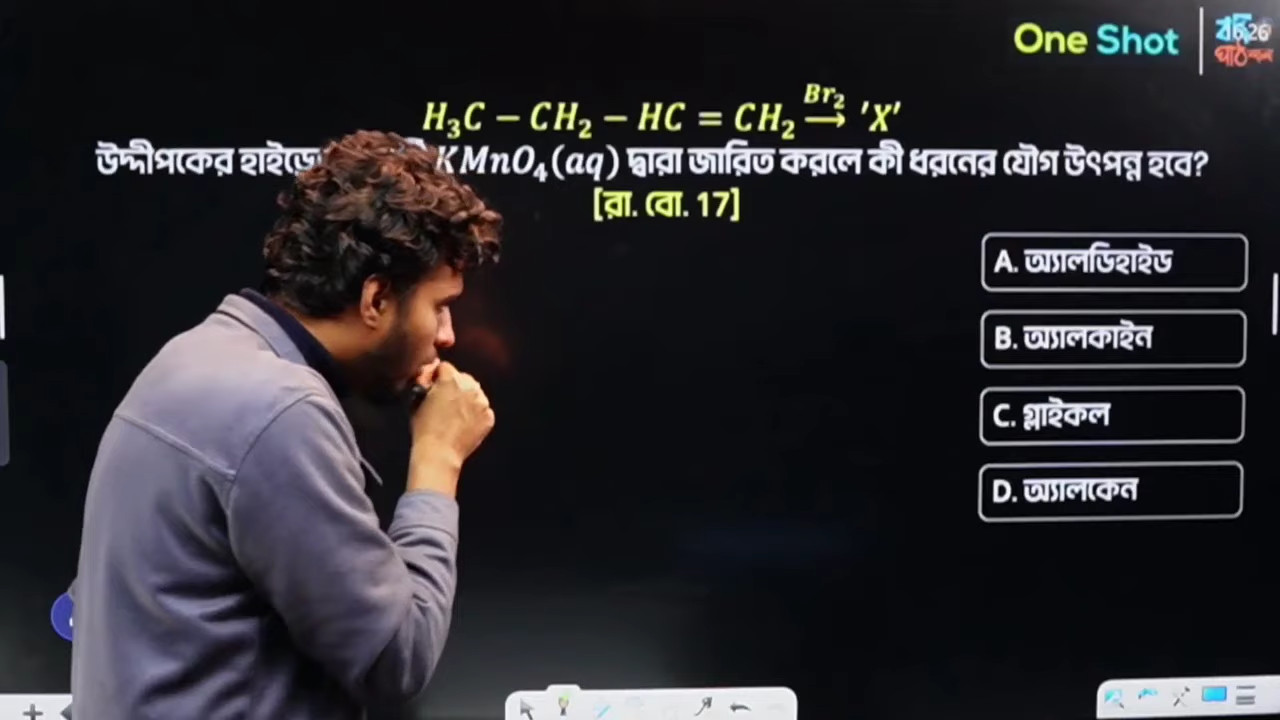 One Shot
H₃C – CH₂ – HC = CH₂ →Br₂ 'X'
উদ্দীপকের KMnO₄(aq) দ্বারা জারিত করলে কী ধরনের যৌগ উৎপন্ন হবে?
[রা. বো. 17]
A. অ্যালডিহাইড
B. অ্যালকাইন
C. গ্লাইকল
D. অ্যালকেন